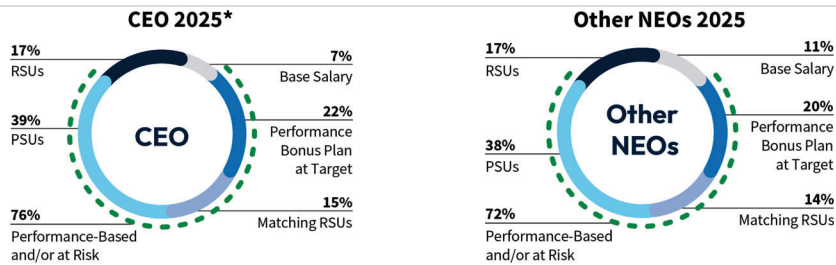 CEO 2025*
17%
RSUs
39%
PSUs
76%
Performance-Based
and/or at Risk
CEO
7%
Base Salary
22%
Performance
Bonus Plan
at Target
15%
Matching RSUs
Other NEOs 2025
17%
RSUs
38%
PSUs
72%
Performance-Based
and/or at Risk
Other
NEOs
11%
Base Salary
20%
Performance
Bonus Plan
at Target
14%
Matching RSUs